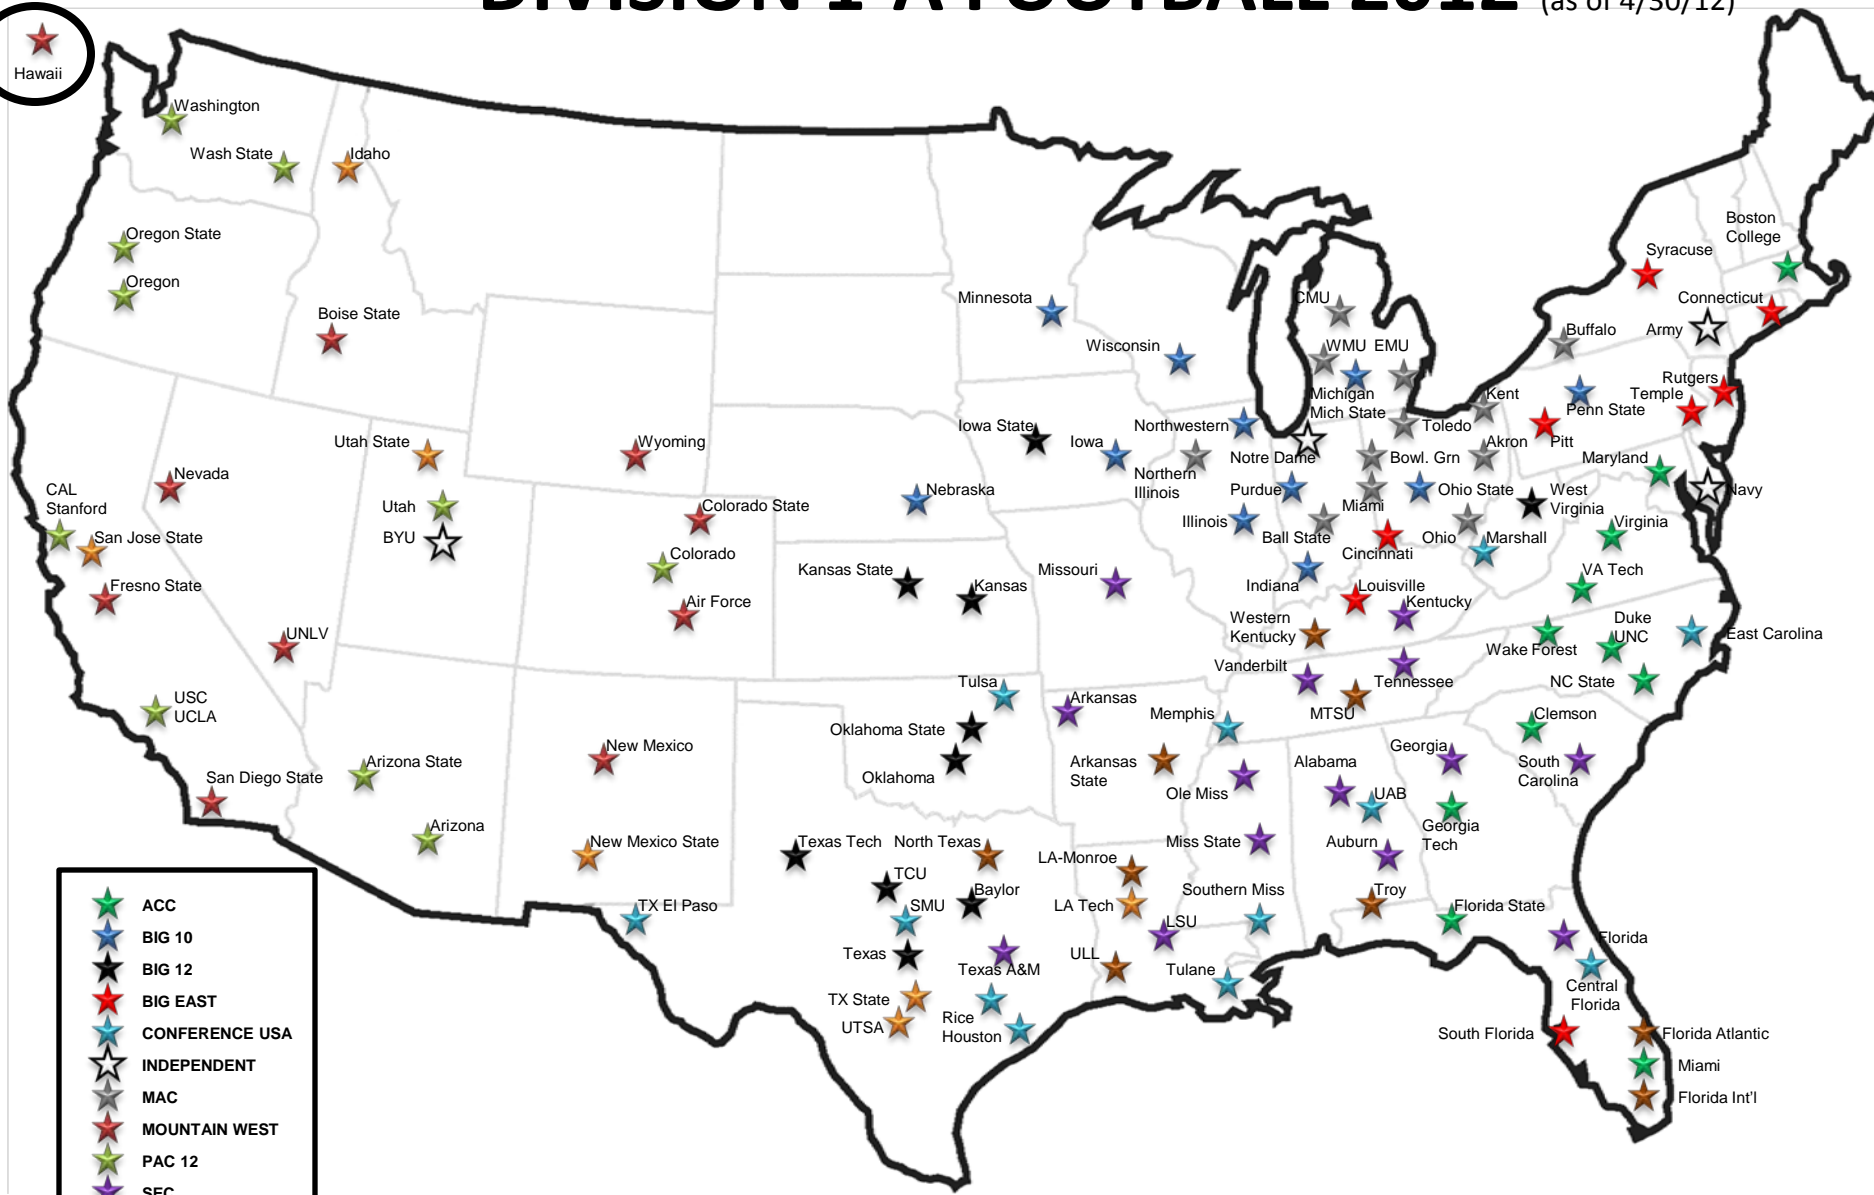 DIVISION 1-A FOOTBALL 2012 (as of 4/30/12)
Hawaii
Washington
Wash State
Idaho
Oregon State
Oregon
Boise State
Minnesota
Wisconsin
CMU
WMU EMU
Michigan
Mich State
Syracuse
Boston
College
Connecticut
Buffalo
Army
Rutgers
Temple
Penn State
Kent
Pitt
Utah State
Wyoming
Iowa State
Iowa
Northwestern
Northern
Illinois
Notre Dame
Toledo
Bowl. Grn
Akron
Maryland
Nevada
CAL
Stanford
San Jose State
Fresno State
Utah
BYU
Colorado State
Colorado
Air Force
Nebraska
Purdue
Illinois
Ball State
Miami
Ohio State
Cincinnati
Ohio
Marshall
West
Virginia
Navy
Virginia
VA Tech
Kansas State
Kansas
Missouri
Indiana
Louisville
Kentucky
Western
Kentucky
UNLV
Wake Forest
Duke
UNC
East Carolina
NC State
Vanderbilt
Tennessee
MTSU
USC
UCLA
Tulsa
Arkansas
Memphis
Clemson
Oklahoma State
Oklahoma
San Diego State
Arizona State
Arizona
New Mexico
New Mexico State
Arkansas
State
Ole Miss
Alabama
Georgia
South
Carolina
UAB
Georgia
Tech
Texas Tech
North Texas
LA-Monroe
Miss State
Auburn
TCU
Baylor
SMU
TX El Paso
LA Tech
Southern Miss
Troy
Florida State
LSU
Texas
Texas A&M
ULL
Tulane
Florida
Central
Florida
TX State
UTSA
Rice
Houston
South Florida
Florida Atlantic
Miami
Florida Int'l
ACC
BIG 10
BIG 12
BIG EAST
CONFERENCE USA
INDEPENDENT
MAC
MOUNTAIN WEST
PAC 12
SEC